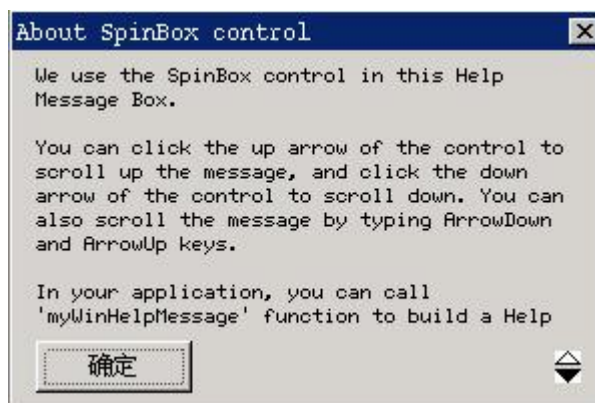 About SpinBox control
We use the SpinBox control in this Help
Message Box.
You can click the up arrow of the control to
scroll up the message, and click the down
arrow of the control to scroll down. You can
also scroll the message by typing ArrowDown
and ArrowUp keys.
In your application, you can call
'myWinHelpMessage' function to build a Help
确定